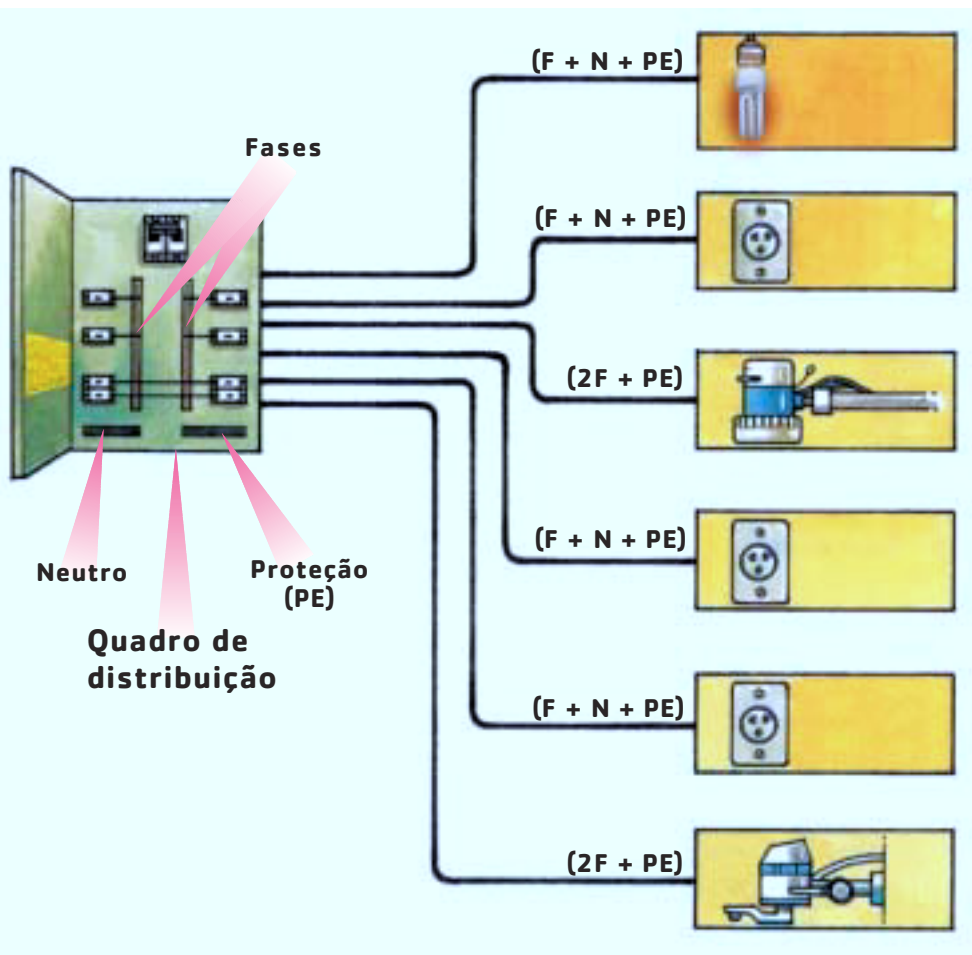 (F + N + PE)
Fases
(F + N + PE)
(2F + PE)
(F + N + PE)
Neutro
Proteção
(PE)
Quadro de
distribuição
(F + N + PE)
(2F + PE)